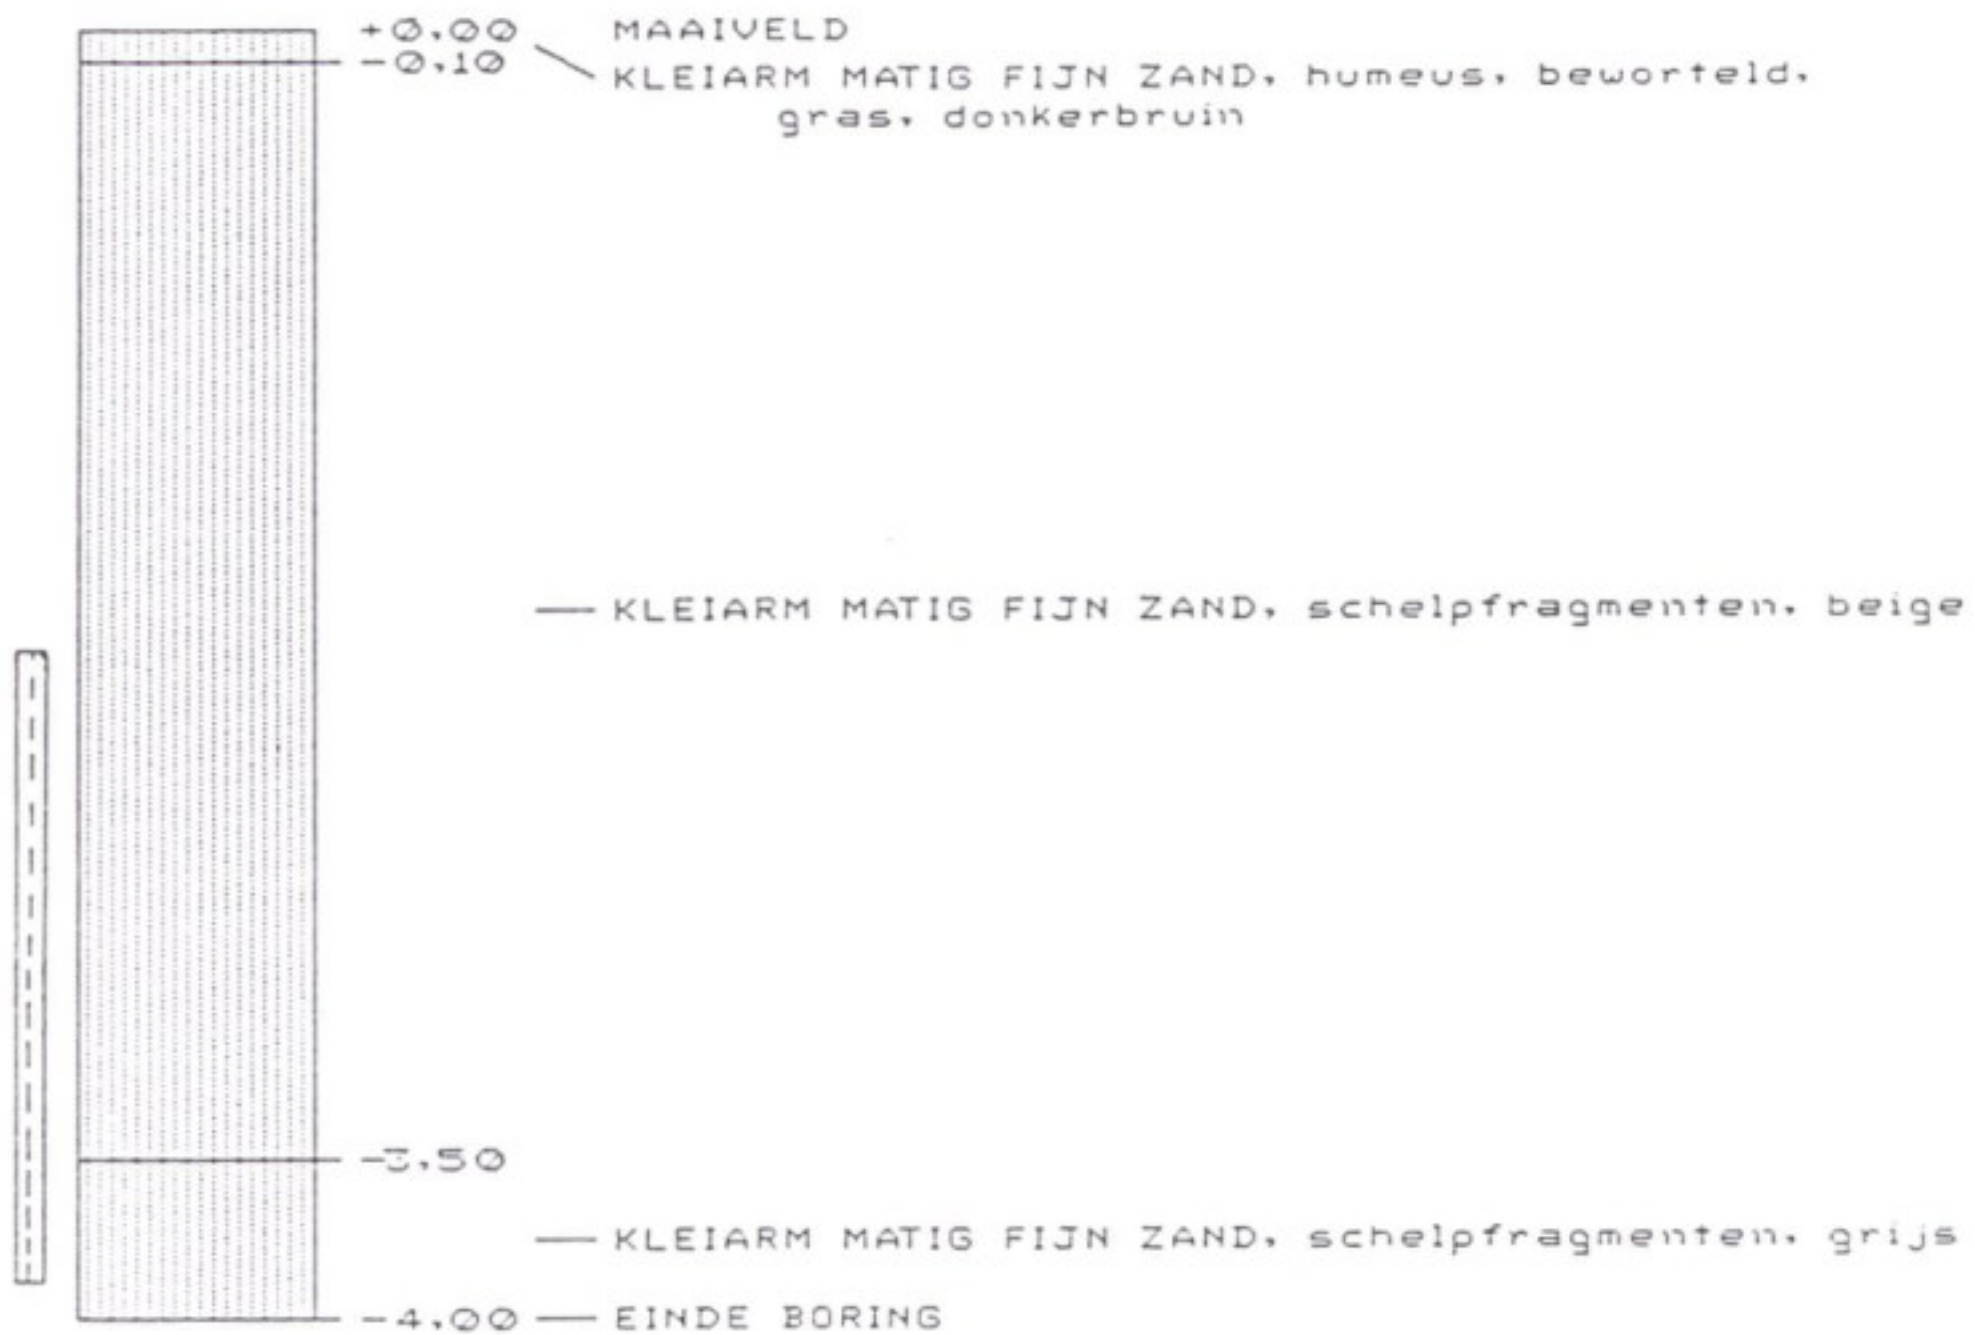 +0.00 MAAIVELD
-0.10
KLEIARM MATIG FIJN ZAND, humeus, beworteld,
gras, donkerbruin
KLEIARM MATIG FIJN ZAND, schelpfragmenten, beige
-3.50
KLEIARM MATIG FIJN ZAND, schelpfragmenten, grijs
-4.00 EINDE BORING